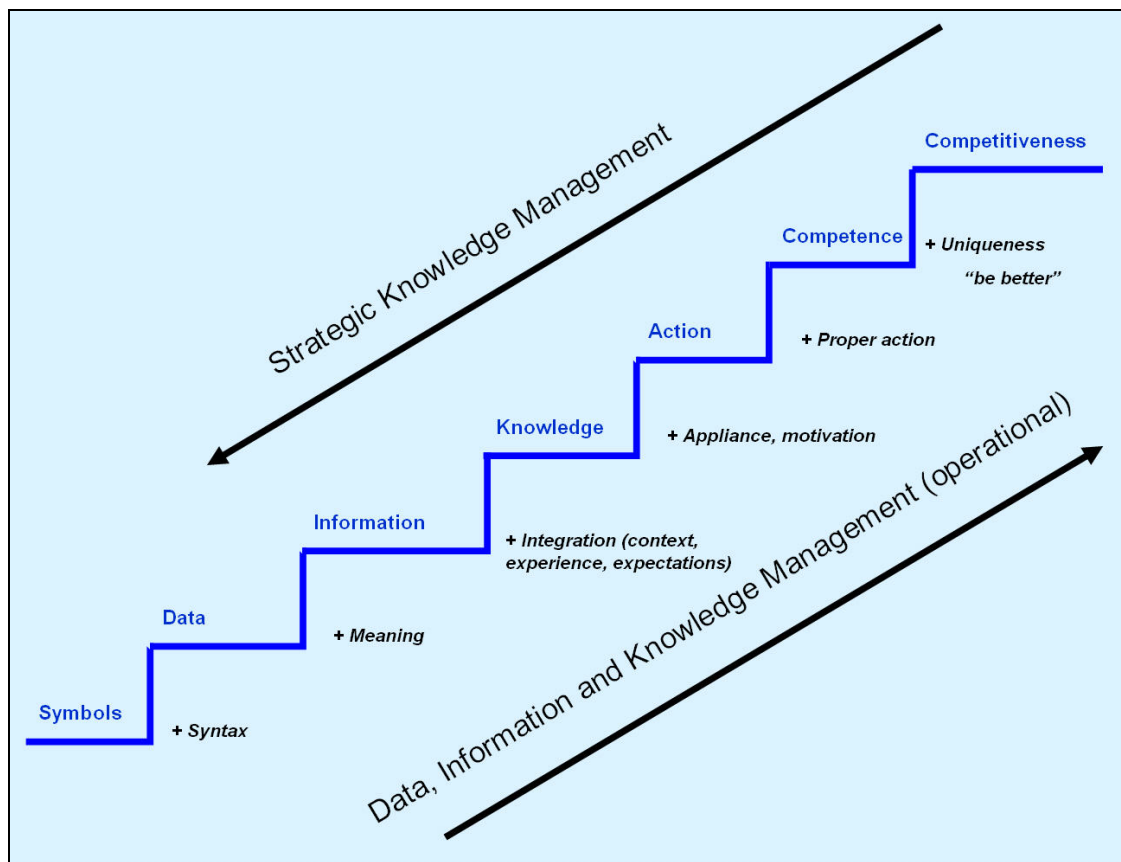 Competitiveness
Strategic Knowledge Management
Competence
+ Uniqueness
“be better”
Action
+ Proper action
Knowledge
+ Appliance, motivation
Information
+ Integration (context,
experience, expectations)
Data
+ Meaning
Symbols
+ Syntax
Data, Information and Knowledge Management (operational)